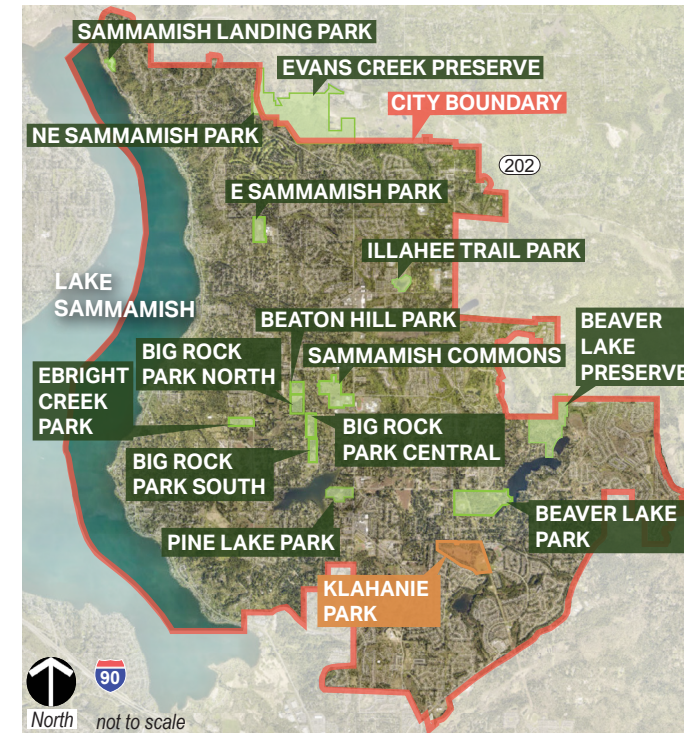 SAMMAMISH LANDING PARK
EVANS CREEK PRESERVE
CITY BOUNDARY
NE SAMMAMISH PARK
202
E SAMMAMISH PARK
ILLAHEE TRAIL PARK
LAKE
SAMMAMISH
BEATON HILL PARK
BEAVER
LAKE
PRESERVE
BIG ROCK
PARK NORTH
SAMMAMISH COMMONS
EBRIGHT
CREEK
PARK
BIG ROCK
PARK CENTRAL
BIG ROCK
PARK SOUTH
BEAVER LAKE
PARK
PINE LAKE PARK
KLAHANIE
PARK
90
North
not to scale